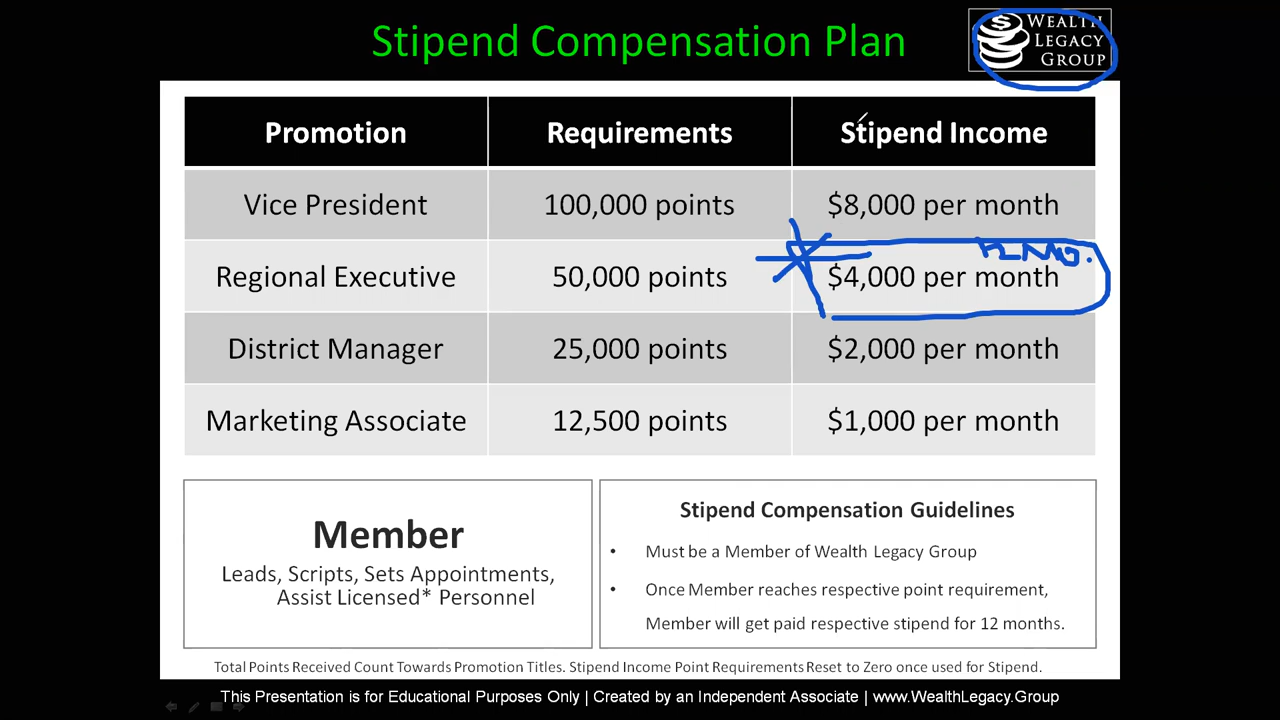 Stipend Compensation Plan
WEALTH
LEGACY
GROUP
Promotion Requirements Stipend Income
Vice President 100,000 points $8,000 per month
Regional Executive 50,000 points $4,000 per month
District Manager 25,000 points $2,000 per month
Marketing Associate 12,500 points $1,000 per month
Member
Leads, Scripts, Sets Appointments,
Assist Licensed* Personnel
Stipend Compensation Guidelines
• Must be a Member of Wealth Legacy Group
• Once Member reaches respective point requirement,
Member will get paid respective stipend for 12 months.
Total Points Received Count Towards Promotion Titles. Stipend Income Point Requirements Reset to Zero once used for Stipend.
This Presentation is for Educational Purposes Only | Created by an Independent Associate | www.WealthLegacy.Group